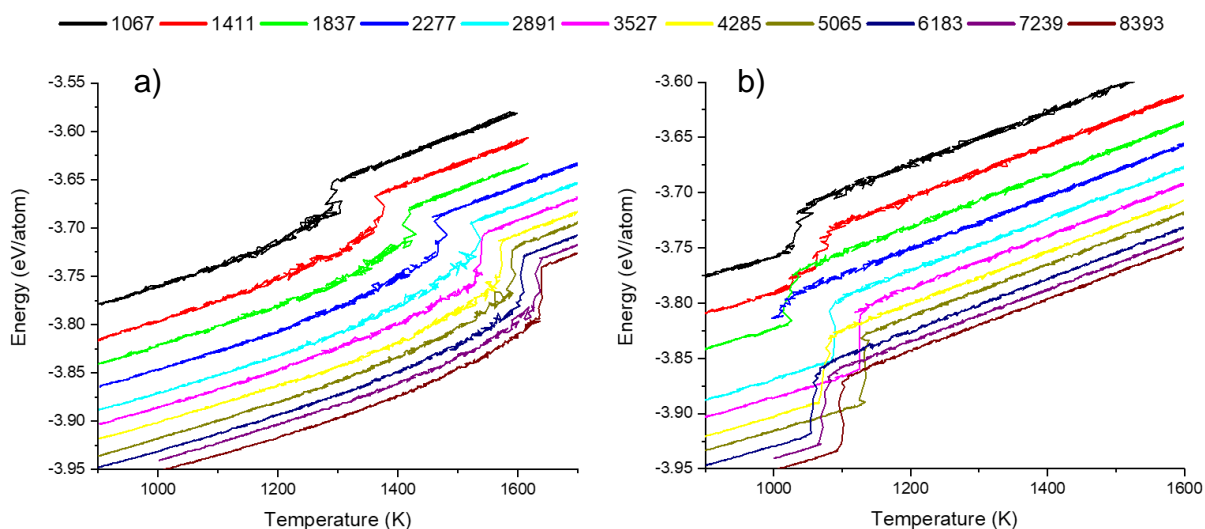 1067 1411 1837 2277 2891 3527 4285 5065 6183 7239 8393
a)
b)
-3.55
-3.60
-3.65
-3.70
-3.75
-3.80
-3.85
-3.90
-3.95
Energy (eV/atom)
1000 1200 1400 1600
Temperature (K)
-3.60
-3.65
-3.70
-3.75
-3.80
-3.85
-3.90
-3.95
Energy (eV/atom)
1000 1200 1400 1600
Temperature (K)